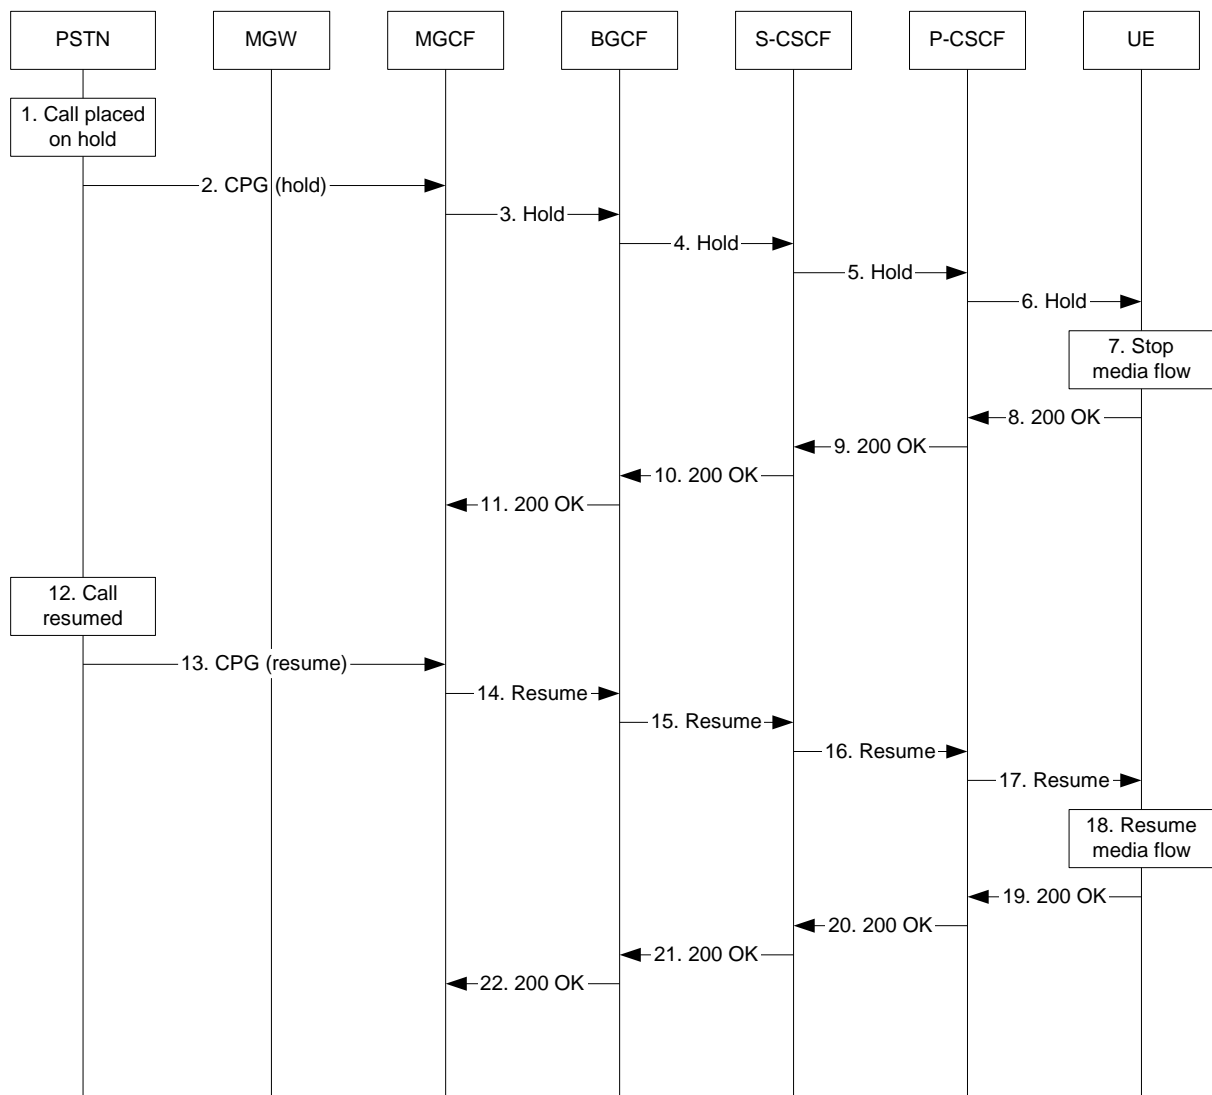 PSTN
MGW
MGCF
BGCF
S-CSCF
P-CSCF
UE
1. Call placed
on hold
2. CPG (hold)
3. Hold
4. Hold
5. Hold
6. Hold
7. Stop
media flow
8. 200 OK
9. 200 OK
10. 200 OK
11. 200 OK
12. Call
resumed
13. CPG (resume)
14. Resume
15. Resume
16. Resume
17. Resume
18. Resume
media flow
19. 200 OK
20. 200 OK
21. 200 OK
22. 200 OK